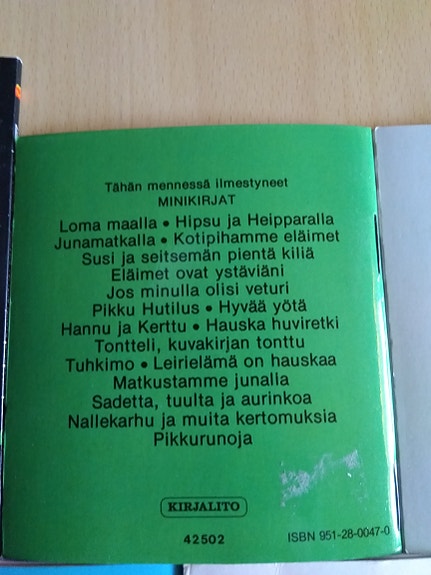 Tähän mennessä ilmestyneet
MINIKIRJAT
Loma maalla • Hipsu ja Heipparalla
Junamatkalla • Kotipihamme eläimet
Susi ja seitsemän pientä kiliä
Eläimet ovat ystäviäni
Jos minulla olisi veturi
Pikku Hutilus • Hyvää yötä
Hannu ja Kerttu • Hauska huviretki
Tontteli, kuvakirjan tonttu
Tuhkimo • Leirielämä on hauskaa
Matkustamme junalla
Sadetta, tuulta ja aurinkoa
Nallekarhu ja muita kertomuksia
Pikkurunoja
KIRJALITO
42502
ISBN 951-28-0047-0